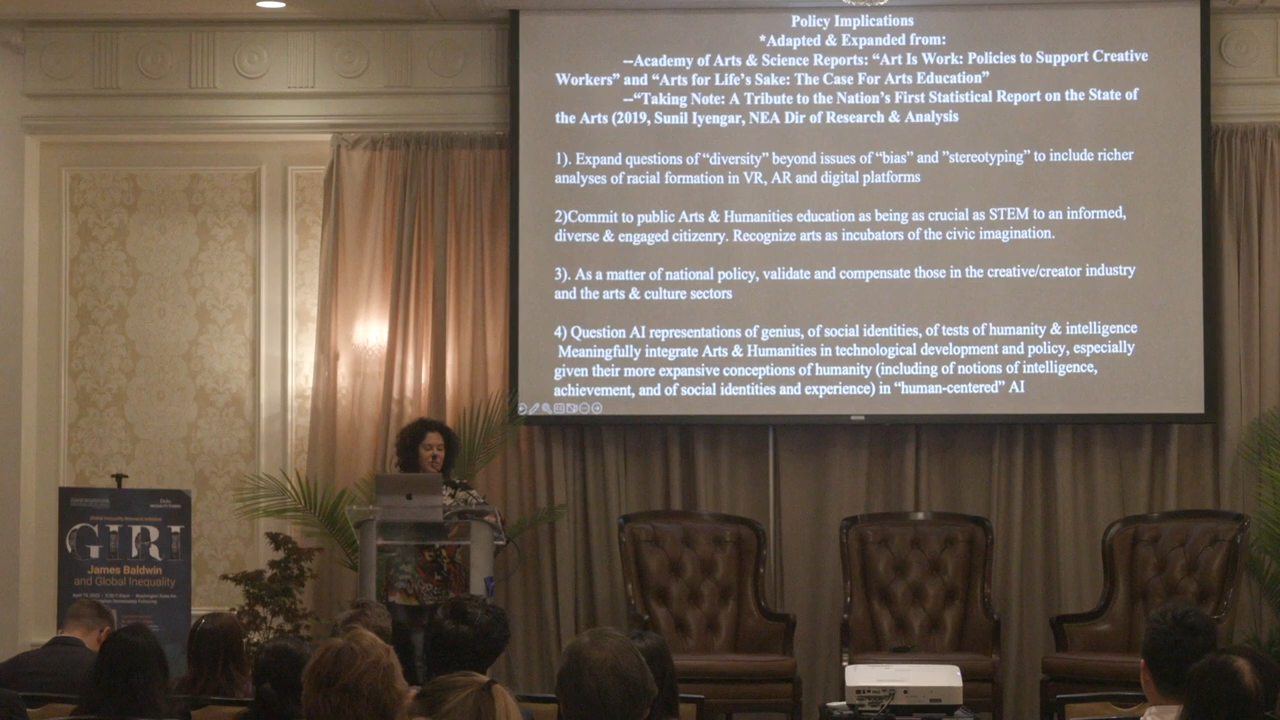 Policy Implications
*Adapted & Expanded from:
--Academy of Arts & Science Reports: “Art Is Work: Policies to Support Creative
Workers” and “Arts for Life’s Sake: The Case For Arts Education”
--“Taking Note: A Tribute to the Nation’s First Statistical Report on the State of
the Arts (2019, Sunil Iyengar, NEA Dir of Research & Analysis
1). Expand questions of “diversity” beyond issues of “bias” and ”stereotyping” to include richer
analyses of racial formation in VR, AR and digital platforms
2)Commit to public Arts & Humanities education as being as crucial as STEM to an informed,
diverse & engaged citizenry. Recognize arts as incubators of the civic imagination.
3). As a matter of national policy, validate and compensate those in the creative/creator industry
and the arts & culture sectors
4) Question AI representations of genius, of social identities, of tests of humanity & intelligence
Meaningfully integrate Arts & Humanities in technological development and policy, especially
given their more expansive conceptions of humanity (including of notions of intelligence,
achievement, and of social identities and experience) in “human-centered” AI
Duke
GIRI
James Baldwin
and Global Inequality